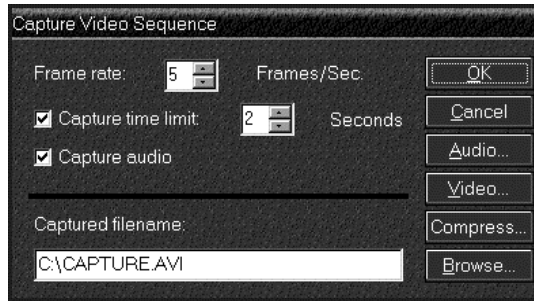 Capture Video Sequence
Frame rate: 5 Frames/Sec.
Capture time limit: 2 Seconds
Capture audio
Captured filename:
C:\CAPTURE.AVI
OK
Cancel
Audio...
Video...
Compress...
Browse...